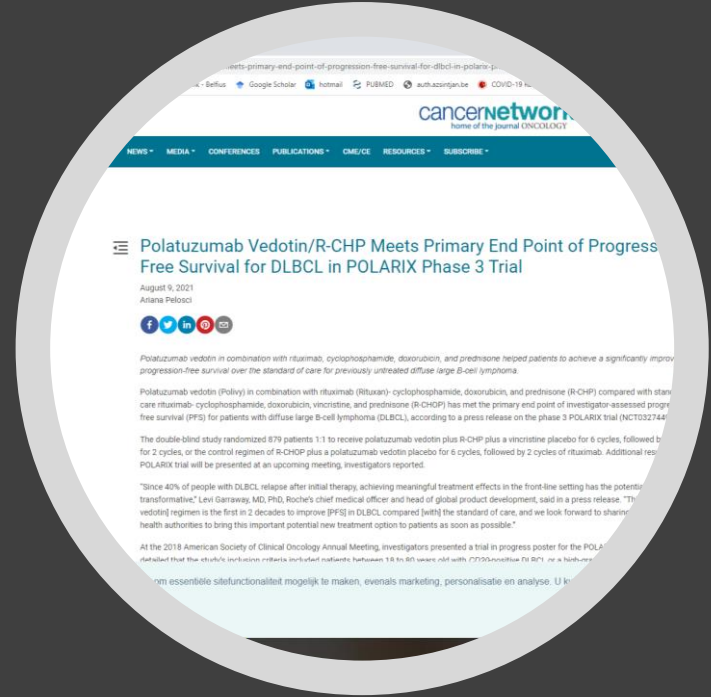 meets-primary-end-point-of-progression-free-survival-for-dlbcl-in-polarix-p
- Belfius Google Scholar hotmail PUBMED auth.azsintjan.be COVID-19
cancernetwork
home of the journal ONCOLOGY
NEWS MEDIA CONFERENCES PUBLICATIONS CME/CE RESOURCES SUBSCRIBE
Polatuzumab Vedotin/R-CHP Meets Primary End Point of Progress
Free Survival for DLBCL in POLARIX Phase 3 Trial
August 9, 2021
Ariana Pelosci
Polatuzumab vedotin in combination with rituximab, cyclophosphamide, doxorubicin, and prednisone helped patients to achieve a significantly improv
progression-free survival over the standard of care for previously untreated diffuse large B-cell lymphoma.
Polatuzumab vedotin (Polivy) in combination with rituximab (Rituxan)- cyclophosphamide, doxorubicin, and prednisone (R-CHP) compared with stan
care rituximab- cyclophosphamide, doxorubicin, vincristine, and prednisone (R-CHOP) has met the primary end point of investigator-assessed progre
free survival (PFS) for patients with diffuse large B-cell lymphoma (DLBCL), according to a press release on the phase 3 POLARIX trial (NCT0327449
The double-blind study randomized 879 patients 1:1 to receive polatuzumab vedotin plus R-CHP plus a vincristine placebo for 6 cycles, followed b
for 2 cycles, or the control regimen of R-CHOP plus a polatuzumab vedotin placebo for 6 cycles, followed by 2 cycles of rituximab. Additional res
POLARIX trial will be presented at an upcoming meeting, investigators reported.
"Since 40% of people with DLBCL relapse after initial therapy, achieving meaningful treatment effects in the front-line setting has the potential
transformative," Levi Garraway, MD, PhD, Roche's chief medical officer and head of global product development, said in a press release. "Th
vedotin] regimen is the first in 2 decades to improve [PFS] in DLBCL compared [with] the standard of care, and we look forward to sharing
health authorities to bring this important potential new treatment option to patients as soon as possible."
At the 2018 American Society of Clinical Oncology Annual Meeting, investigators presented a trial in progress poster for the POLA
detailed that the study's inclusion criteria included patients between 18 to 80 years old with CD20-positive DLBCL, or a high-gra
om essentiële sitefunctionaliteit mogelijk te maken, evenals marketing, personalisatie en analyse. U k